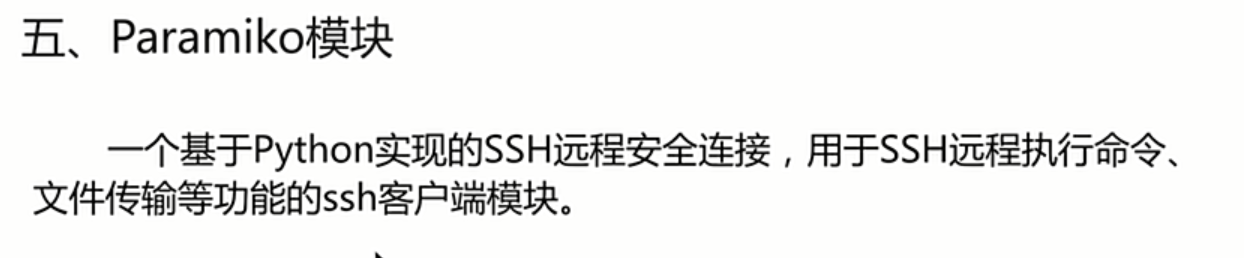 五、Paramiko模块
一个基于Python实现的SSH远程安全连接，用于SSH远程执行命令、
文件传输等功能的ssh客户端模块。